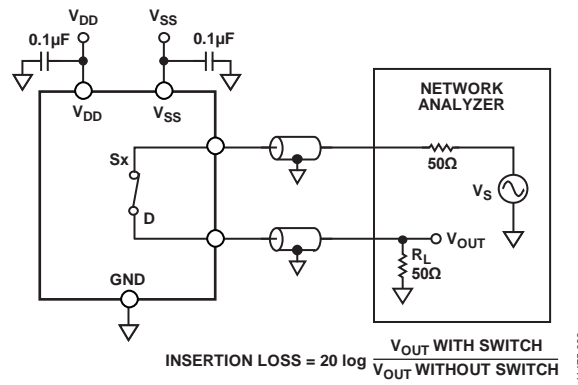 VDD
VSS
0.1µF
0.1µF
VDD
VSS
NETWORK
ANALYZER
Sx
50Ω
VS
D
VOUT
RL
50Ω
GND
INSERTION LOSS = 20 log
VOUT WITH SWITCH
VOUT WITHOUT SWITCH